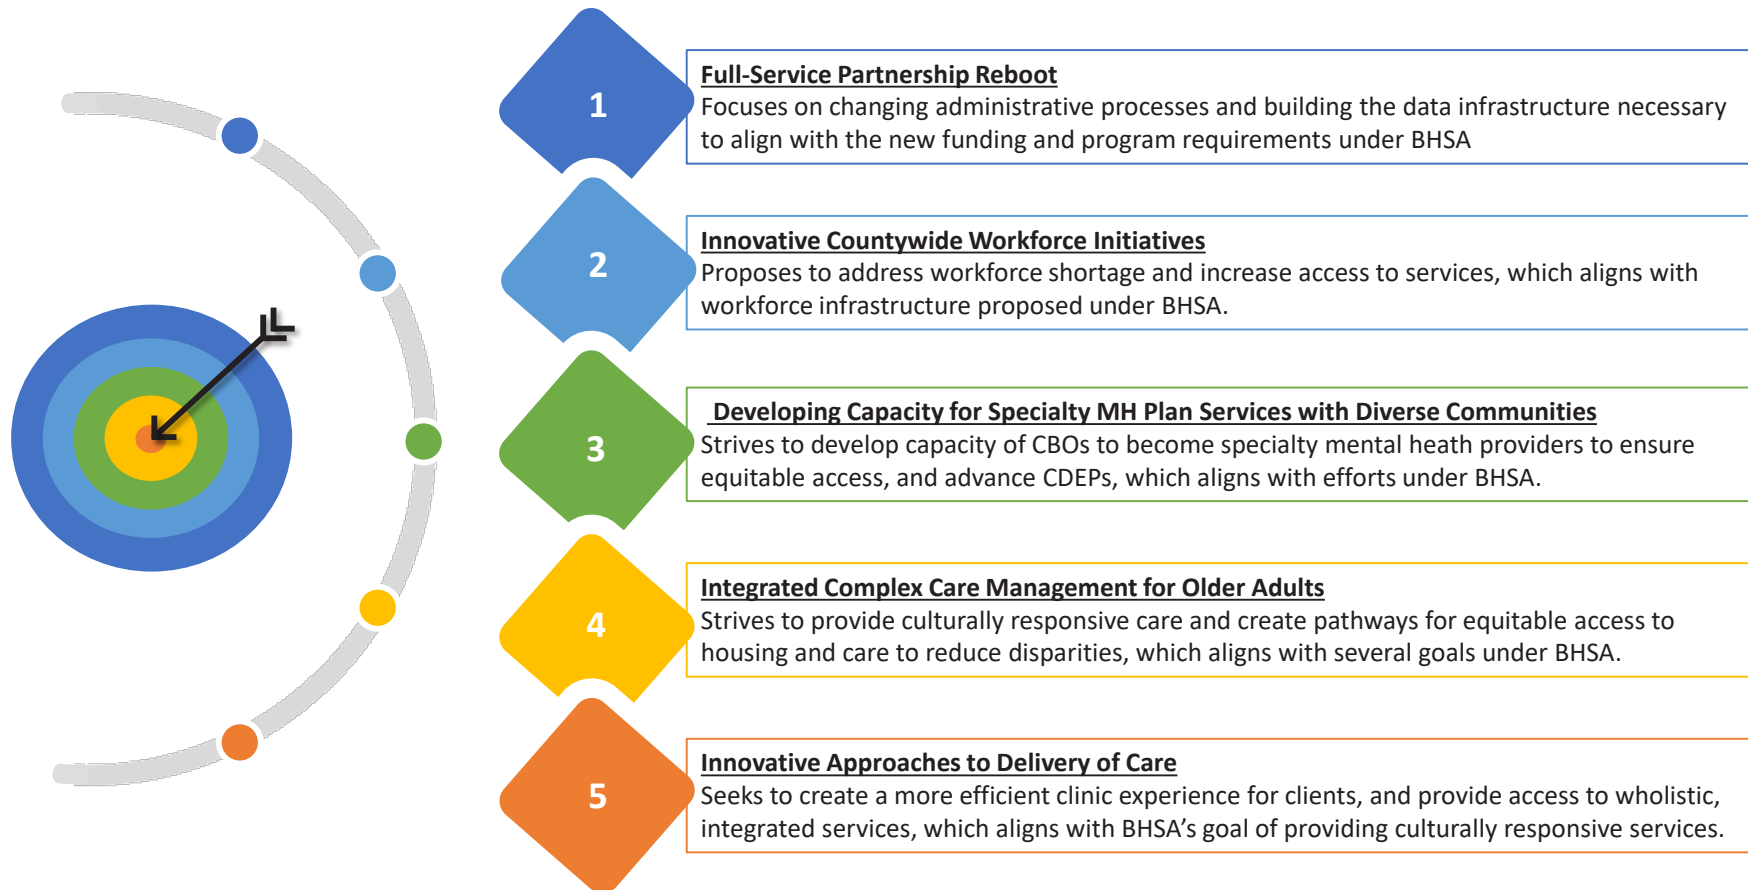 1
Full-Service Partnership Reboot
Focuses on changing administrative processes and building the data infrastructure necessary
to align with the new funding and program requirements under BHSA
2
Innovative Countywide Workforce Initiatives
Proposes to address workforce shortage and increase access to services, which aligns with
workforce infrastructure proposed under BHSA.
3
Developing Capacity for Specialty MH Plan Services with Diverse Communities
Strives to develop capacity of CBOs to become specialty mental heath providers to ensure
equitable access, and advance CDEPs, which aligns with efforts under BHSA.
4
Integrated Complex Care Management for Older Adults
Strives to provide culturally responsive care and create pathways for equitable access to
housing and care to reduce disparities, which aligns with several goals under BHSA.
5
Innovative Approaches to Delivery of Care
Seeks to create a more efficient clinic experience for clients, and provide access to wholistic,
integrated services, which aligns with BHSA’s goal of providing culturally responsive services.